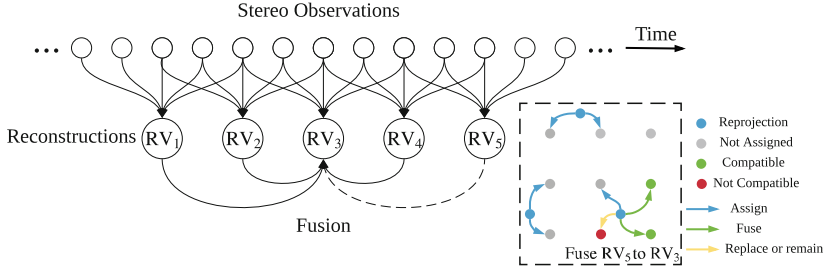 Stereo Observations
... ... Time
Reconstructions RV1 RV2 RV3 RV4 RV5
Fusion
Reprojection
Not Assigned
Compatible
Not Compatible
Assign
Fuse
Replace or remain
Fuse RV5 to RV3